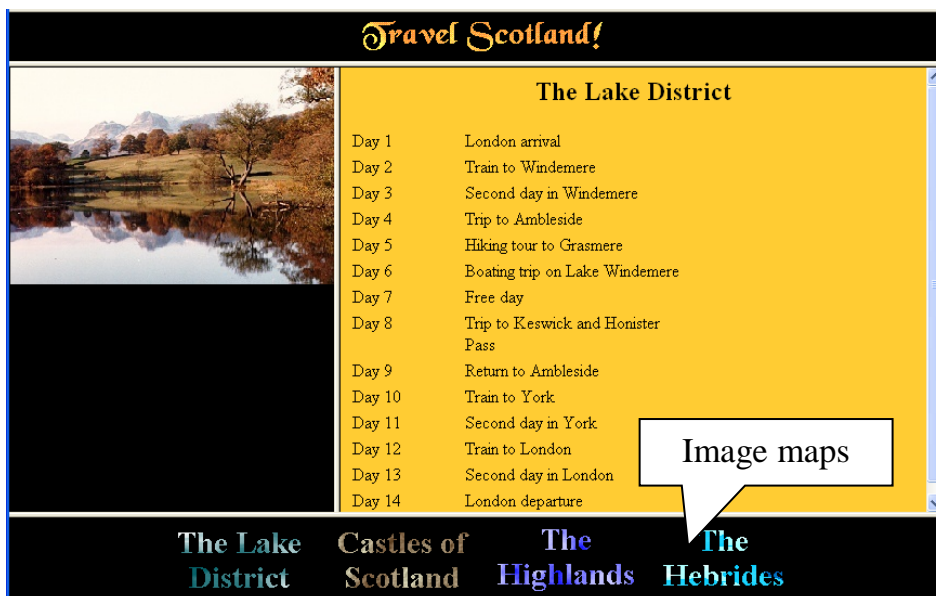 Travel Scotland!
The Lake District
Day 1 London arrival
Day 2 Train to Windemere
Day 3 Second day in Windemere
Day 4 Trip to Ambleside
Day 5 Hiking tour to Grasmere
Day 6 Boating trip on Lake Windemere
Day 7 Free day
Day 8 Trip to Keswick and Honister
Pass
Day 9 Return to Ambleside
Day 10 Train to York
Day 11 Second day in York
Day 12 Train to London
Day 13 Second day in London
Day 14 London departure
Image maps
The Lake
District
Castles of
Scotland
The
Highlands
The
Hebrides